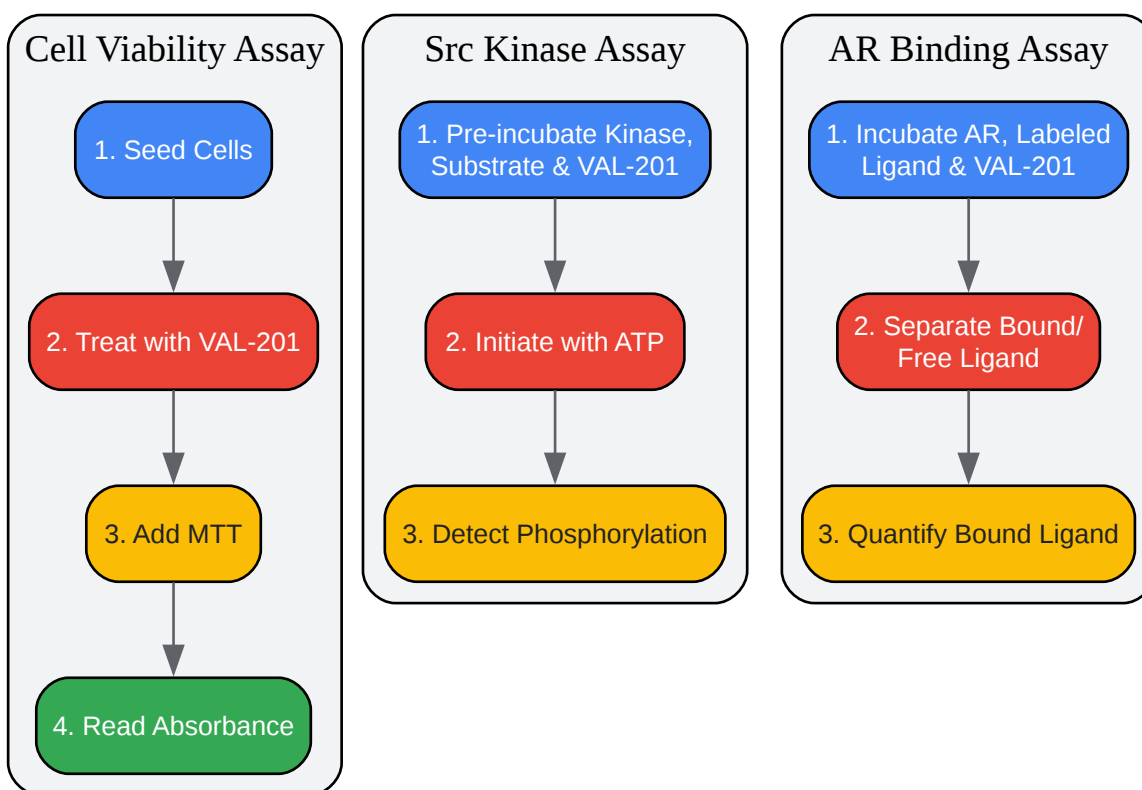 Cell Viability Assay
1. Seed Cells
2. Treat with VAL-201
3. Add MTT
4. Read Absorbance
Src Kinase Assay
1. Pre-incubate Kinase,
Substrate & VAL-201
2. Initiate with ATP
3. Detect Phosphorylation
AR Binding Assay
1. Incubate AR, Labeled
Ligand & VAL-201
2. Separate Bound/
Free Ligand
3. Quantify Bound Ligand